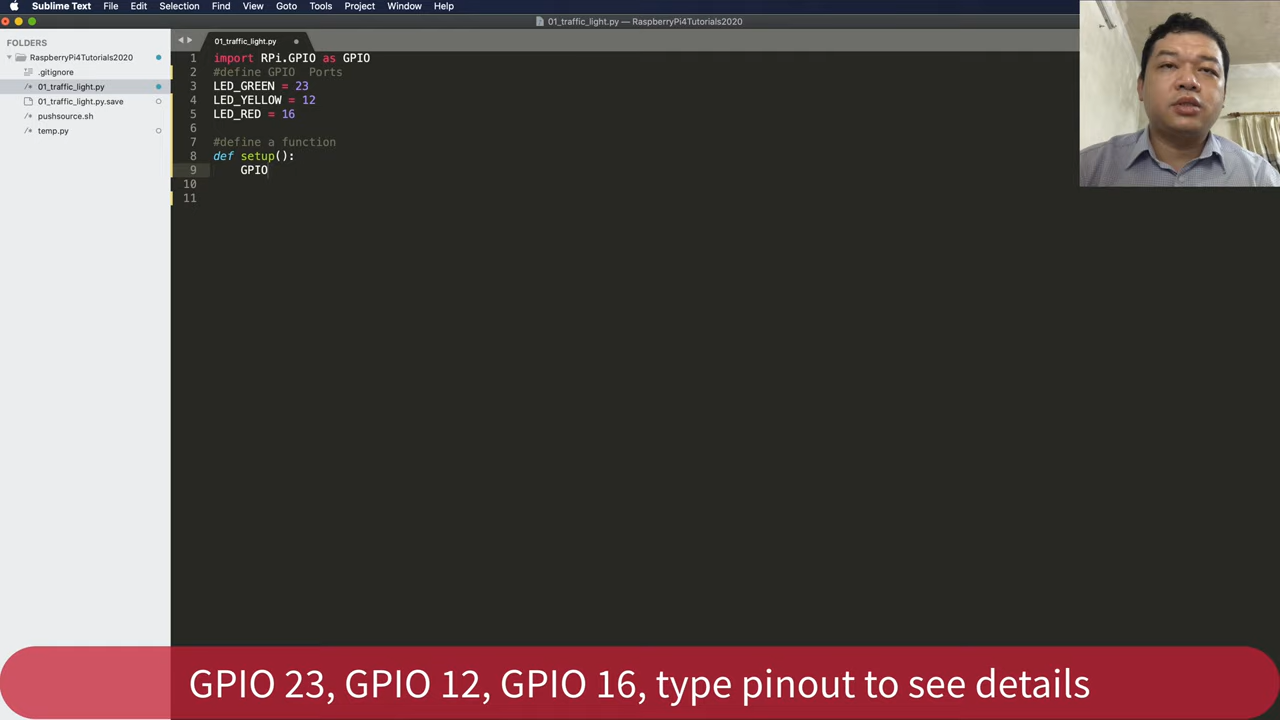 Sublime Text File Edit Selection Find View Goto Tools Project Window Help
01_traffic_light.py — RaspberryPi4Tutorials2020
FOLDERS
RaspberryPi4Tutorials2020
.gitignore
01_traffic_light.py
01_traffic_light.py.save
pushsource.sh
temp.py
01_traffic_light.py
1 import RPi.GPIO as GPIO
2 #define GPIO  Ports
3 LED_GREEN = 23
4 LED_YELLOW = 12
5 LED_RED = 16
6
7 #define a function
8 def setup():
9     GPIO
10
11
GPIO 23, GPIO 12, GPIO 16, type pinout to see details